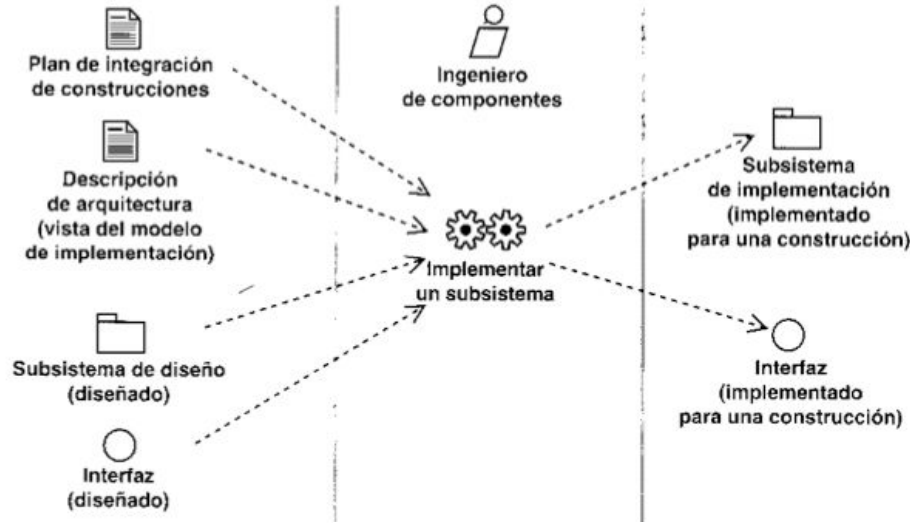 Plan de integración
de construcciones
Descripción
de arquitectura
(vista del modelo
de implementación)
Subsistema de diseño
(diseñado)
Interfaz
(diseñado)
Ingeniero
de componentes
Implementar
un subsistema
Subsistema
de implementación
(implementado
para una construcción)
Interfaz
(implementado
para una construcción)